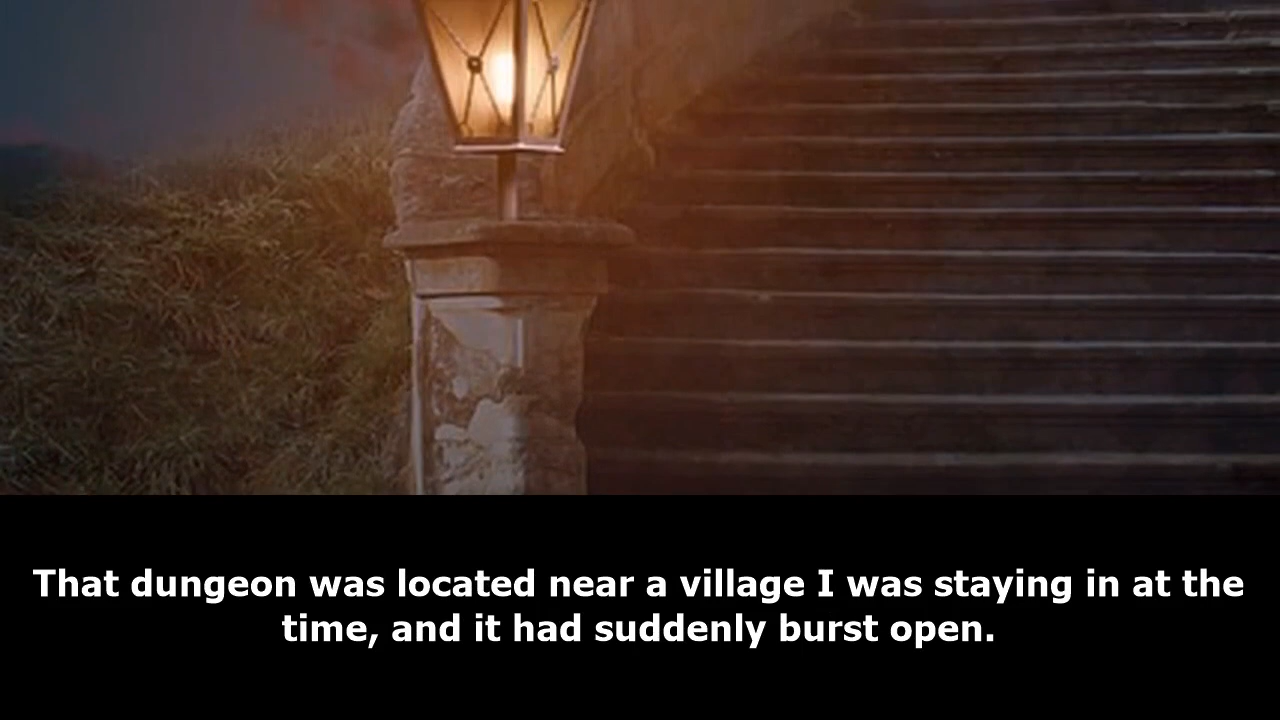 That dungeon was located near a village I was staying in at the
time, and it had suddenly burst open.